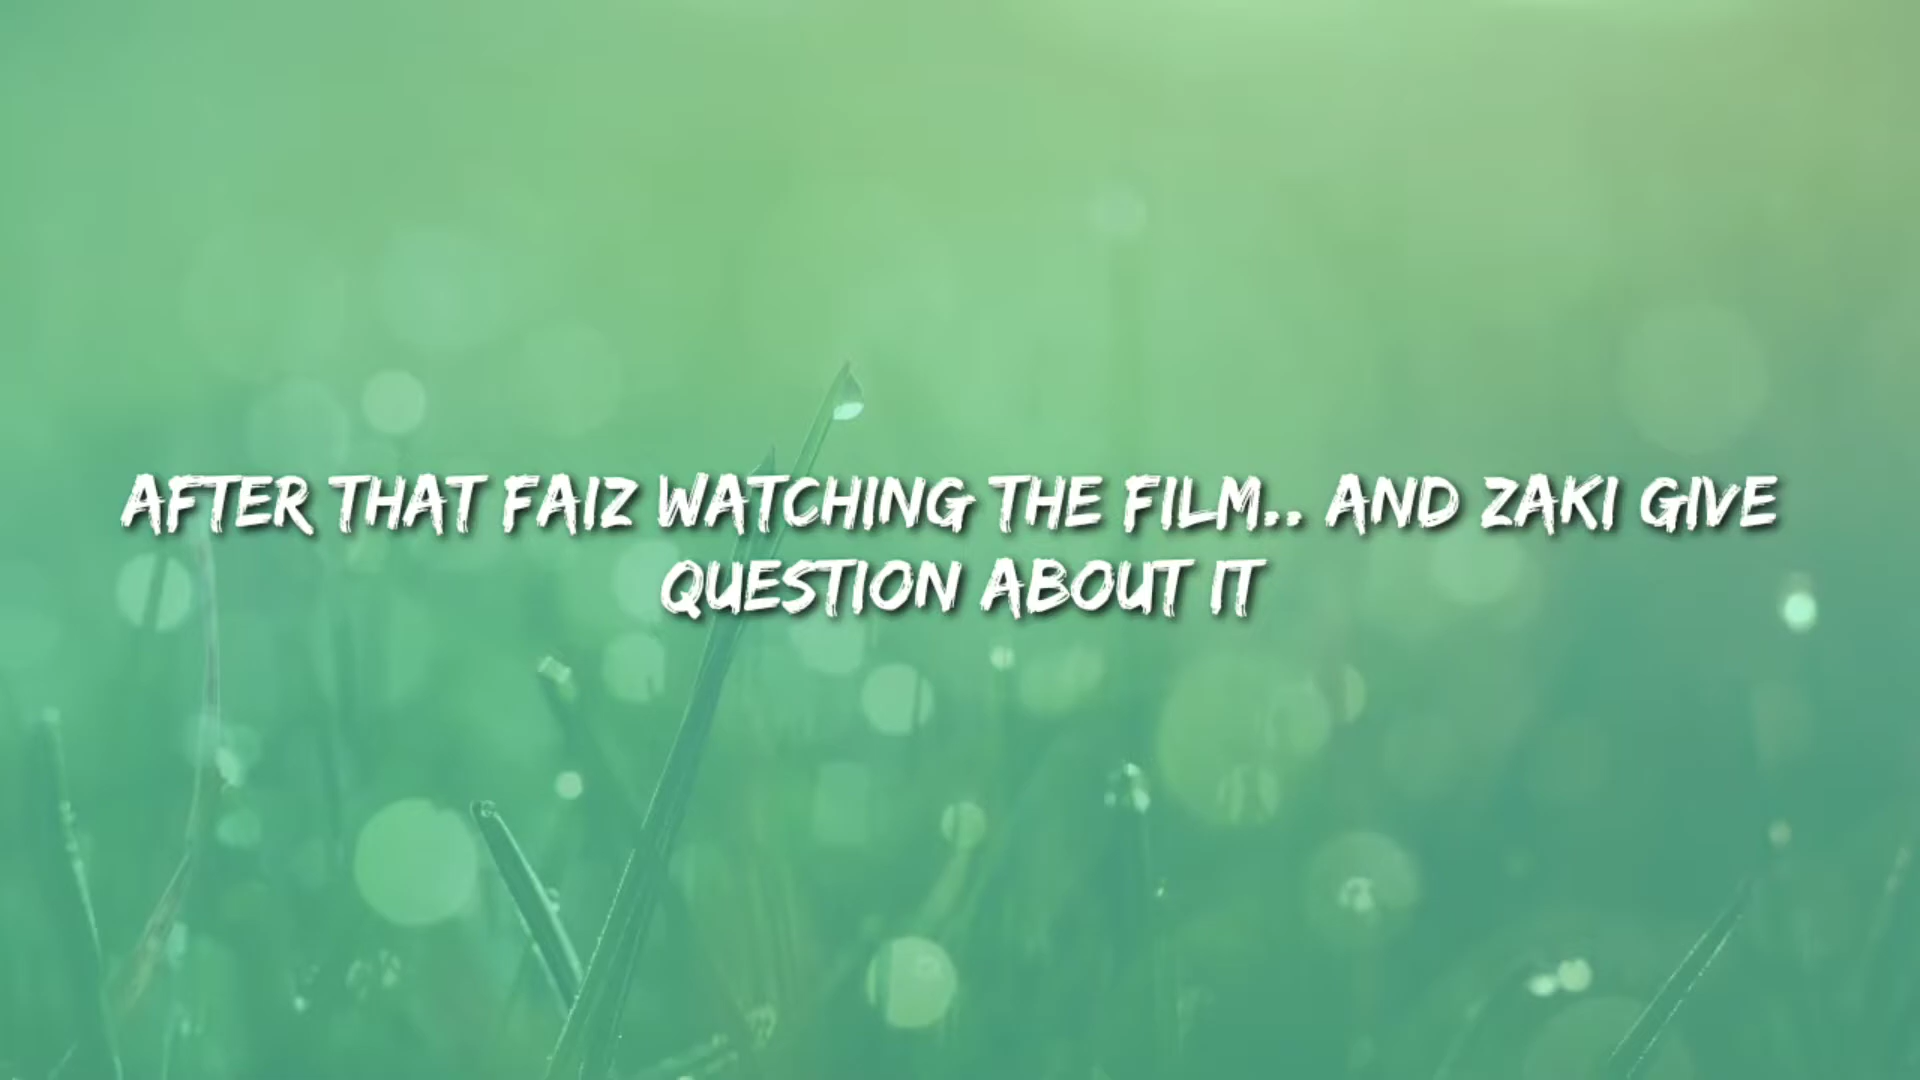 AFTER THAT FAIZ WATCHING THE FILM.. AND ZAKI GIVE
QUESTION ABOUT IT